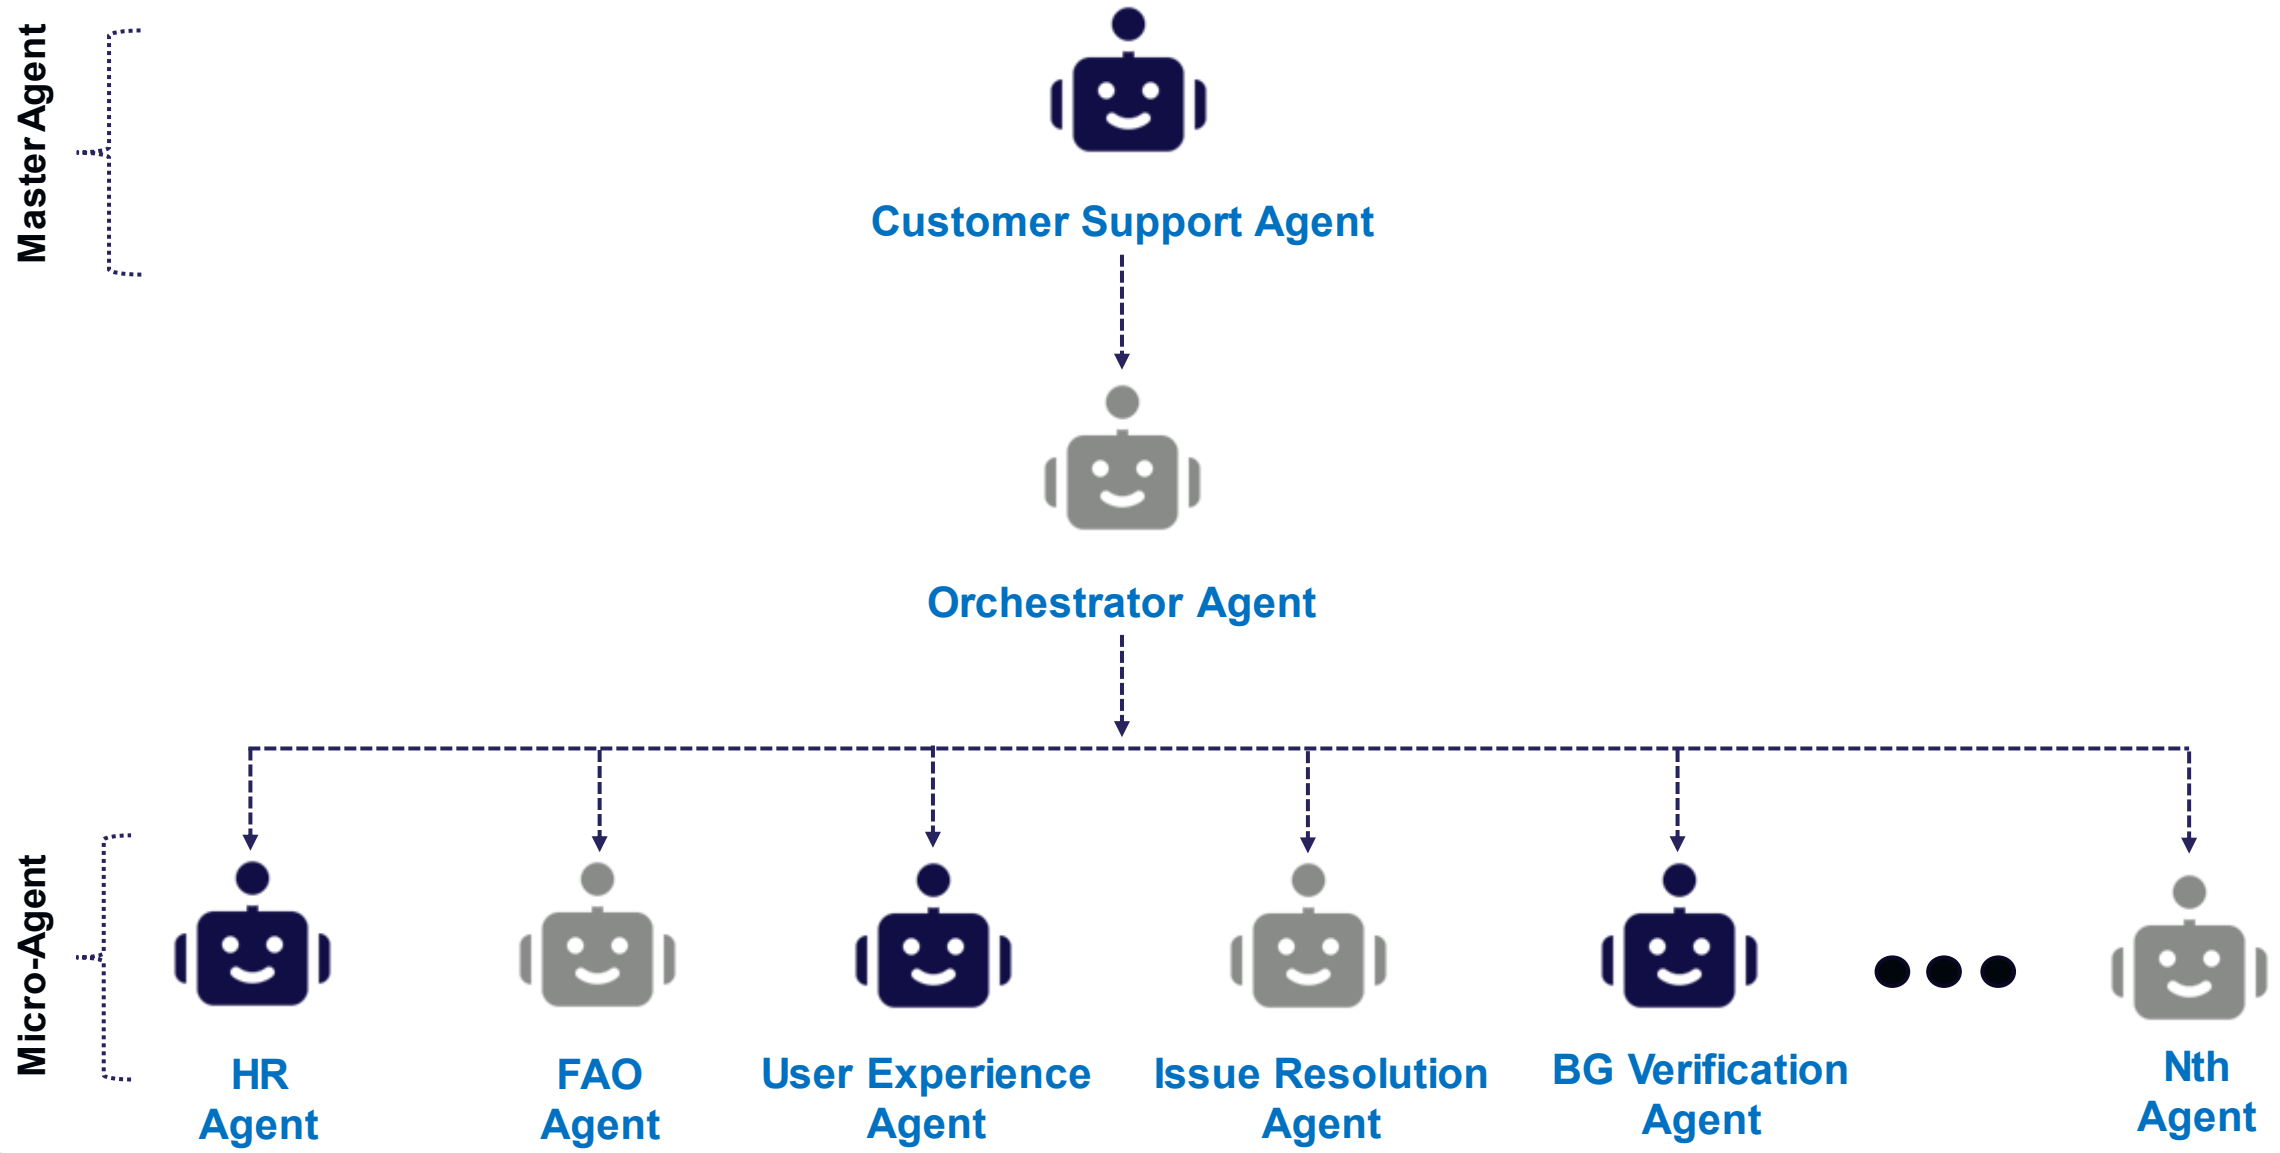 Master Agent
Customer Support Agent
Orchestrator Agent
Micro-Agent
HR
Agent
FAO
Agent
User Experience
Agent
Issue Resolution
Agent
BG Verification
Agent
Nth
Agent